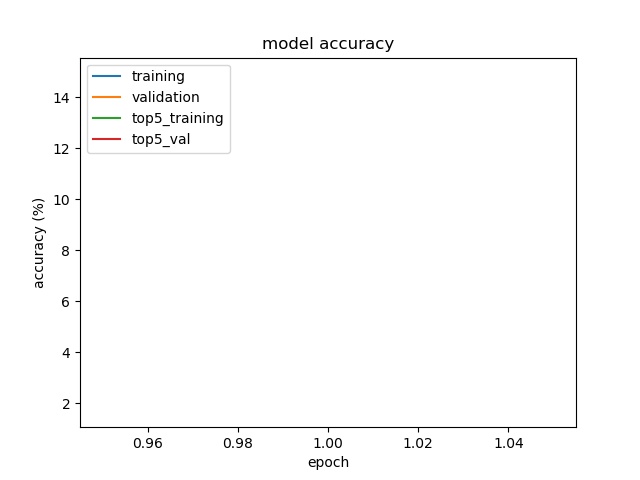 model accuracy
training
validation
top5_training
top5_val
14
12
10
8
6
4
2
accuracy (%)
0.96 0.98 1.00 1.02 1.04
epoch